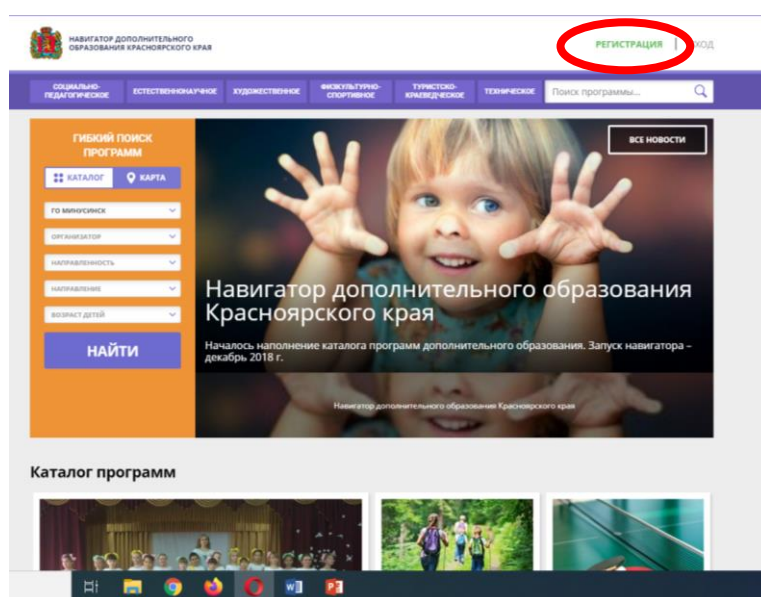 НАВИГАТОР ДОПОЛНИТЕЛЬНОГО
ОБРАЗОВАНИЯ КРАСНОЯРСКОГО КРАЯ
РЕГИСТРАЦИЯ
СОЦИАЛЬНО-
ПЕДАГОГИЧЕСКОЕ
ЕСТЕСТВЕННОНАУЧНОЕ
ХУДОЖЕСТВЕННОЕ
ФИЗКУЛЬТУРНО-
СПОРТИВНОЕ
ТУРИСТСКО-
КРАЕВЕДЧЕСКОЕ
ТЕХНИЧЕСКОЕ
Поиск программы...
ГИБКИЙ ПОИСК
ПРОГРАММ
КАТАЛОГ
КАРТА
ГО МИНУСИНСК
ОРГАНИЗАТОР
НАПРАВЛЕННОСТЬ
НАПРАВЛЕНИЕ
ВОЗРАСТ ДЕТЕЙ
НАЙТИ
ВСЕ НОВОСТИ
Навигатор дополнительного образования
Красноярского края
Началось наполнение каталога программ дополнительного образования. Запуск навигатора –
декабрь 2018 г.
Навигатор дополнительного образования Красноярского края
Каталог программ